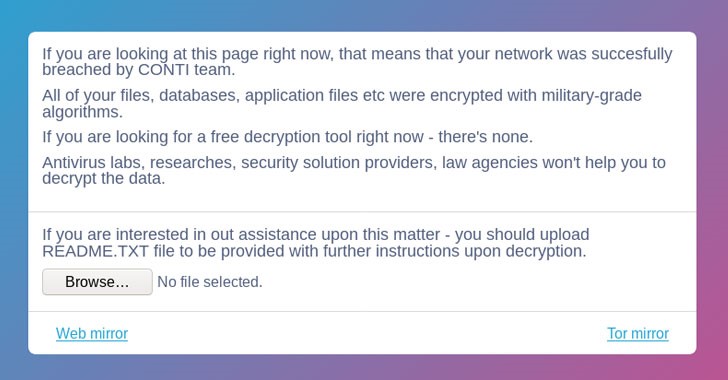 If you are looking at this page right now, that means that your network was succesfully
breached by CONTI team.
All of your files, databases, application files etc were encrypted with military-grade
algorithms.
If you are looking for a free decryption tool right now - there's none.
Antivirus labs, researches, security solution providers, law agencies won't help you to
decrypt the data.
If you are interested in out assistance upon this matter - you should upload
README.TXT file to be provided with further instructions upon decryption.
Browse... No file selected.
Web mirror Tor mirror